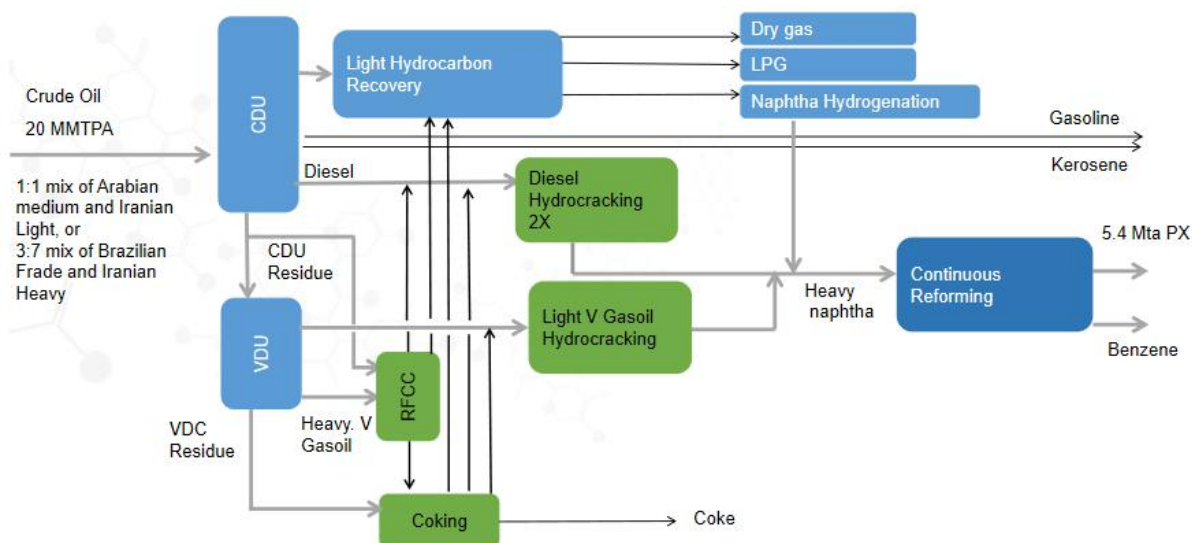 Crude Oil
20 MMTPA
1:1 mix of Arabian
medium and Iranian
Light, or
3:7 mix of Brazilian
Frade and Iranian
Heavy
CDU
Light Hydrocarbon
Recovery
Dry gas
LPG
Naphtha Hydrogenation
Gasoline
Kerosene
Diesel
Diesel
Hydrocracking
2X
CDU
Residue
VDU
Light V Gasoil
Hydrocracking
Heavy
naphtha
Continuous
Reforming
5.4 Mta PX
Benzene
RFCC
Heavy. V
Gasoil
VDC
Residue
Coking
Coke